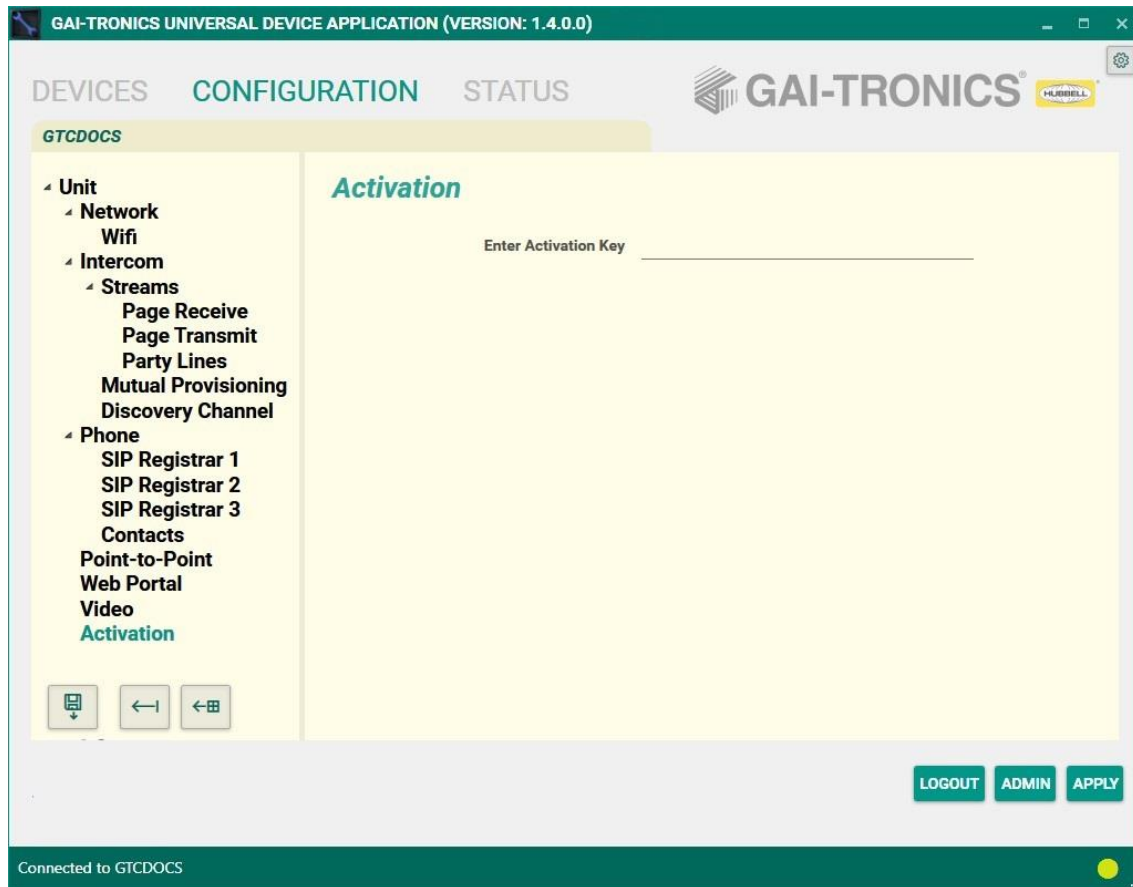 GAI-TRONICS UNIVERSAL DEVICE APPLICATION (VERSION: 1.4.0.0)
DEVICES CONFIGURATION STATUS
GAI-TRONICS®
HUBBELL
GTCDOCS
Unit
Network
Wifi
Intercom
Streams
Page Receive
Page Transmit
Party Lines
Mutual Provisioning
Discovery Channel
Phone
SIP Registrar 1
SIP Registrar 2
SIP Registrar 3
Contacts
Point-to-Point
Web Portal
Video
Activation
Activation
Enter Activation Key
LOGOUT ADMIN APPLY
Connected to GTCDOCS